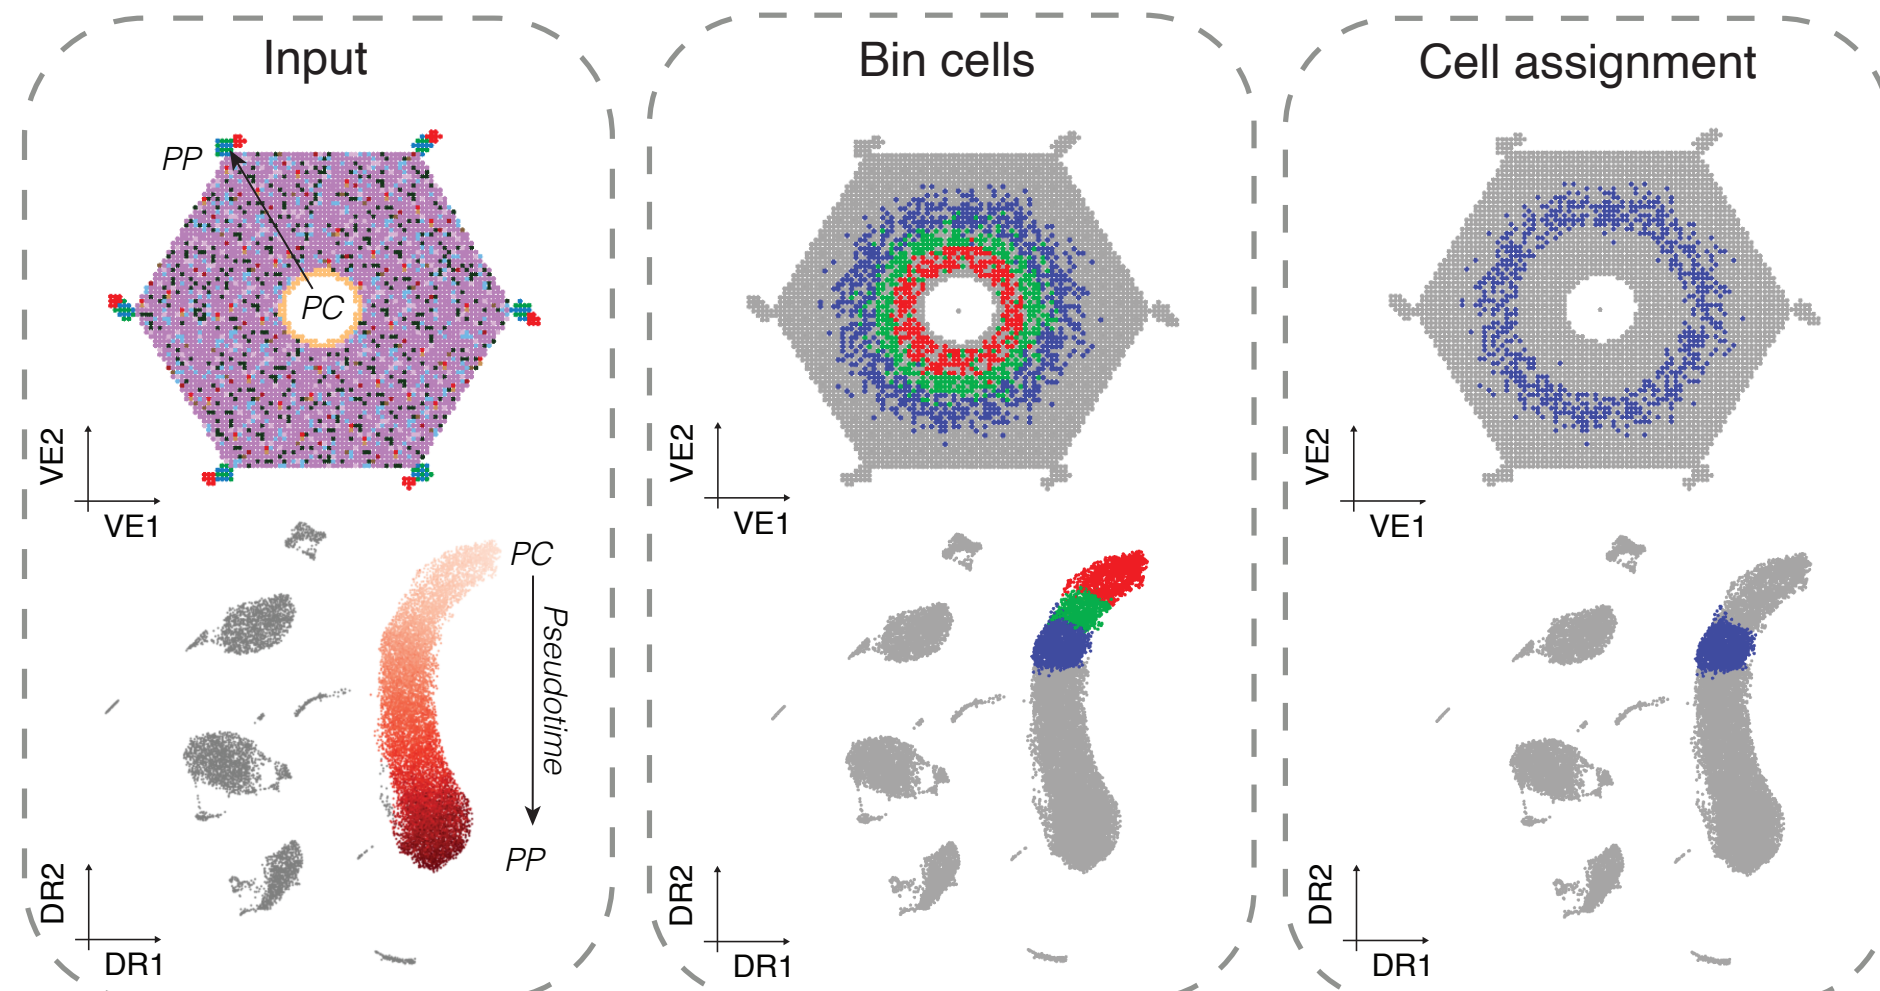 Input
PP
PC
VE2
VE1
PC
Pseudotime
PP
DR2
DR1
Bin cells
VE2
VE1
DR2
DR1
Cell assignment
VE2
VE1
DR2
DR1